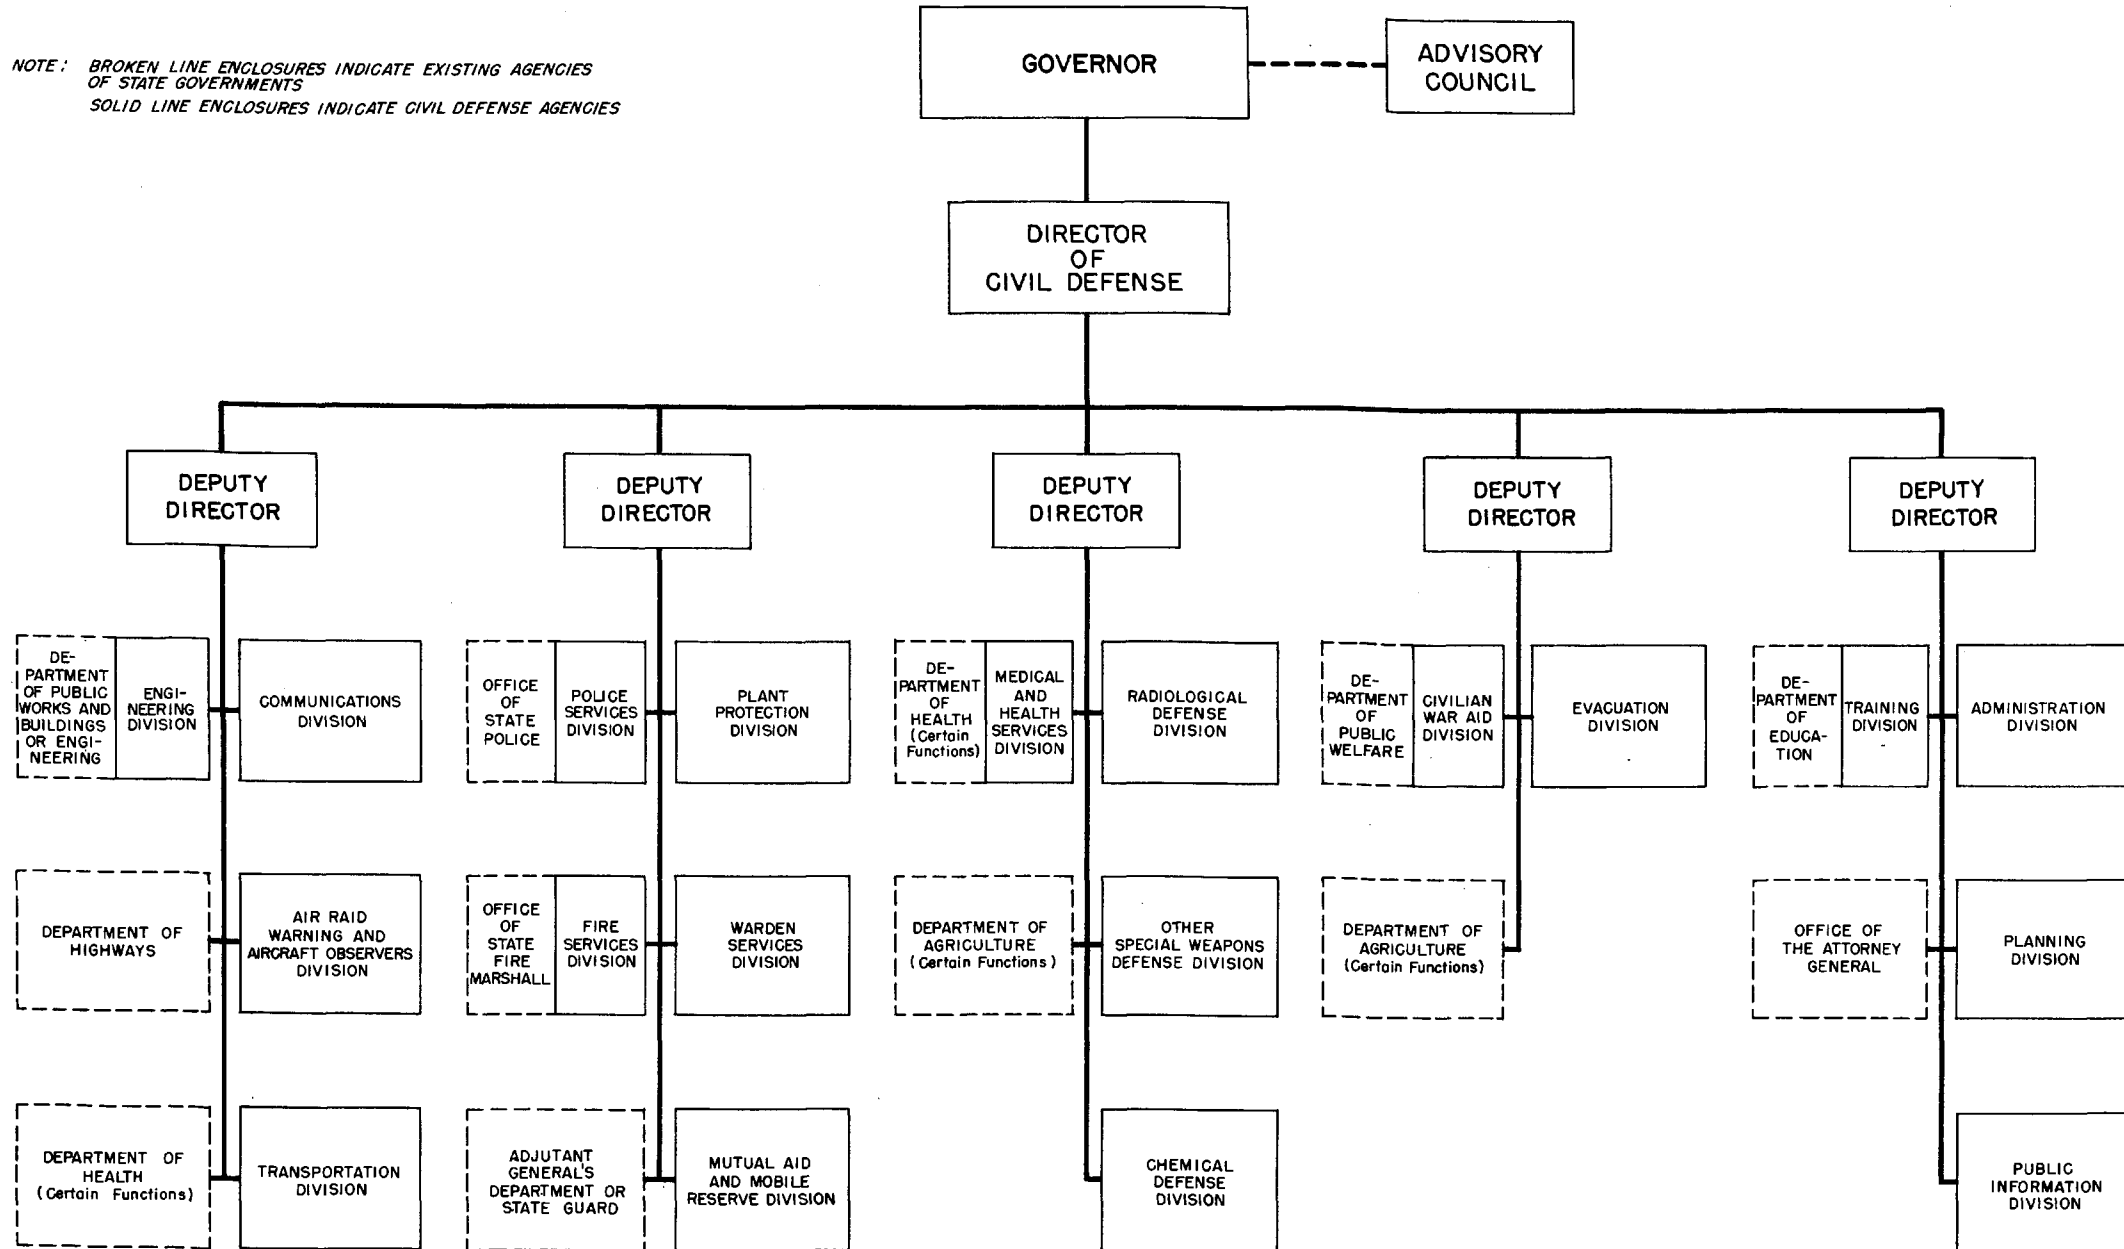 NOTE: BROKEN LINE ENCLOSURES INDICATE EXISTING AGENCIES
OF STATE GOVERNMENTS
SOLID LINE ENCLOSURES INDICATE CIVIL DEFENSE AGENCIES
GOVERNOR
ADVISORY
COUNCIL
DIRECTOR
OF
CIVIL DEFENSE
DEPUTY
DIRECTOR
DEPUTY
DIRECTOR
DEPUTY
DIRECTOR
DEPUTY
DIRECTOR
DEPUTY
DIRECTOR
DE-
PARTMENT
OF PUBLIC
WORKS AND
BUILDINGS
OR ENGI-
NEERING
ENGI-
NEERING
DIVISION
COMMUNICATIONS
DIVISION
OFFICE
OF
STATE
POLICE
POLICE
SERVICES
DIVISION
PLANT
PROTECTION
DIVISION
DE-
PARTMENT
OF
HEALTH
(Certain
Functions)
MEDICAL
AND
HEALTH
SERVICES
DIVISION
RADIOLOGICAL
DEFENSE
DIVISION
DE-
PARTMENT
OF
PUBLIC
WELFARE
CIVILIAN
WAR AID
DIVISION
EVACUATION
DIVISION
DE-
PARTMENT
OF
EDUCA-
TION
TRAINING
DIVISION
ADMINISTRATION
DIVISION
DEPARTMENT OF
HIGHWAYS
AIR RAID
WARNING AND
AIRCRAFT OBSERVERS
DIVISION
OFFICE
OF
STATE
FIRE
MARSHALL
FIRE
SERVICES
DIVISION
WARDEN
SERVICES
DIVISION
DEPARTMENT OF
AGRICULTURE
(Certain Functions)
OTHER
SPECIAL WEAPONS
DEFENSE DIVISION
DEPARTMENT OF
AGRICULTURE
(Certain Functions)
OFFICE OF
THE ATTORNEY
GENERAL
PLANNING
DIVISION
DEPARTMENT OF
HEALTH
(Certain Functions)
TRANSPORTATION
DIVISION
ADJUTANT
GENERAL'S
DEPARTMENT OR
STATE GUARD
MUTUAL AID
AND MOBILE
RESERVE DIVISION
CHEMICAL
DEFENSE
DIVISION
PUBLIC
INFORMATION
DIVISION